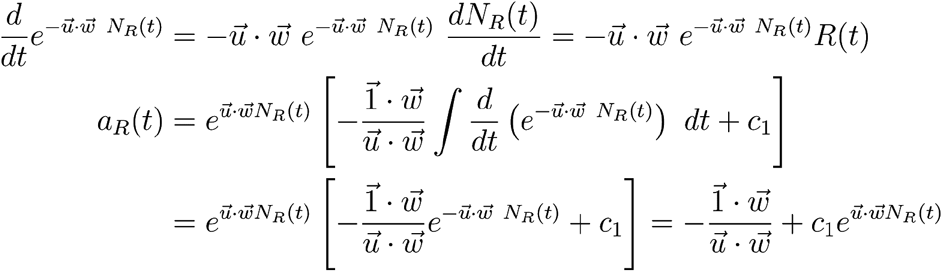 \frac{d}{dt} e^{-\vec{u}\cdot\vec{w}\ N_R(t)} = -\vec{u}\cdot\vec{w}\ e^{-\vec{u}\cdot\vec{w}\ N_R(t)}\ \frac{dN_R(t)}{dt} = -\vec{u}\cdot\vec{w}\ e^{-\vec{u}\cdot\vec{w}\ N_R(t)} R(t)
a_R(t) = e^{\vec{u}\cdot\vec{w} N_R(t)} \left[ -\frac{\vec{1}\cdot\vec{w}}{\vec{u}\cdot\vec{w}} \int \frac{d}{dt} \left( e^{-\vec{u}\cdot\vec{w}\ N_R(t)} \right)\ dt + c_1 \right]
= e^{\vec{u}\cdot\vec{w} N_R(t)} \left[ -\frac{\vec{1}\cdot\vec{w}}{\vec{u}\cdot\vec{w}} e^{-\vec{u}\cdot\vec{w}\ N_R(t)} + c_1 \right] = -\frac{\vec{1}\cdot\vec{w}}{\vec{u}\cdot\vec{w}} + c_1 e^{\vec{u}\cdot\vec{w} N_R(t)}